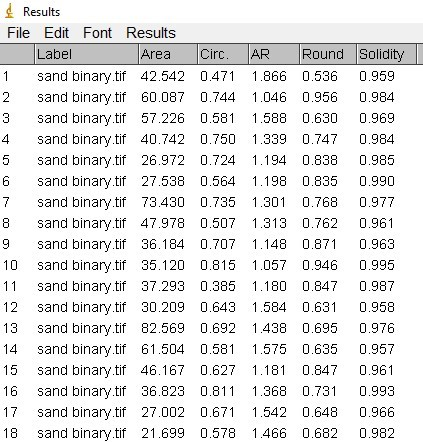 Results
File Edit Font Results
Label Area Circ. AR Round Solidity
1 sand binary.tif 42.542 0.471 1.866 0.536 0.959
2 sand binary.tif 60.087 0.744 1.046 0.956 0.984
3 sand binary.tif 57.226 0.581 1.588 0.630 0.969
4 sand binary.tif 40.742 0.750 1.339 0.747 0.984
5 sand binary.tif 26.972 0.724 1.194 0.838 0.985
6 sand binary.tif 27.538 0.564 1.198 0.835 0.990
7 sand binary.tif 73.430 0.735 1.301 0.768 0.977
8 sand binary.tif 47.978 0.507 1.313 0.762 0.961
9 sand binary.tif 36.184 0.707 1.148 0.871 0.963
10 sand binary.tif 35.120 0.815 1.057 0.946 0.995
11 sand binary.tif 37.293 0.385 1.180 0.847 0.987
12 sand binary.tif 30.209 0.643 1.584 0.631 0.958
13 sand binary.tif 82.569 0.692 1.438 0.695 0.976
14 sand binary.tif 61.504 0.581 1.575 0.635 0.957
15 sand binary.tif 46.167 0.627 1.181 0.847 0.961
16 sand binary.tif 36.823 0.811 1.368 0.731 0.993
17 sand binary.tif 27.002 0.671 1.542 0.648 0.966
18 sand binary.tif 21.699 0.578 1.466 0.682 0.982